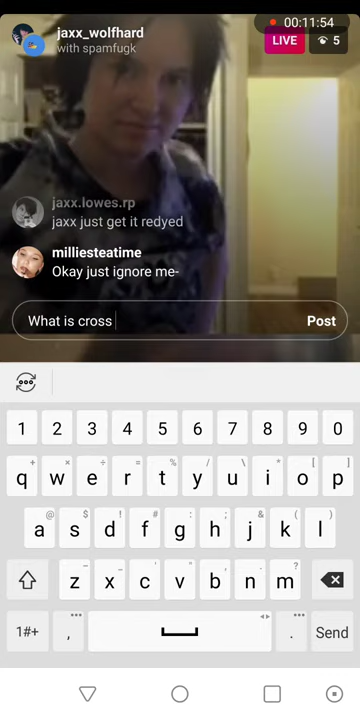 00:11:54
jaxx_wolfhard
with spamfugk
LIVE 5
jaxx.lowes.rp
jaxx just get it redyed
milliesteatime
Okay just ignore me-
What is cross Post
1 2 3 4 5 6 7 8 9 0
+ × ÷ = % / \ * [ ]
q w e r t y u i o p
@ $ ! # : ; & ( )
a s d f g h j k l
- _ " ' , . ?
z x c v b n m
1#+ , . Send